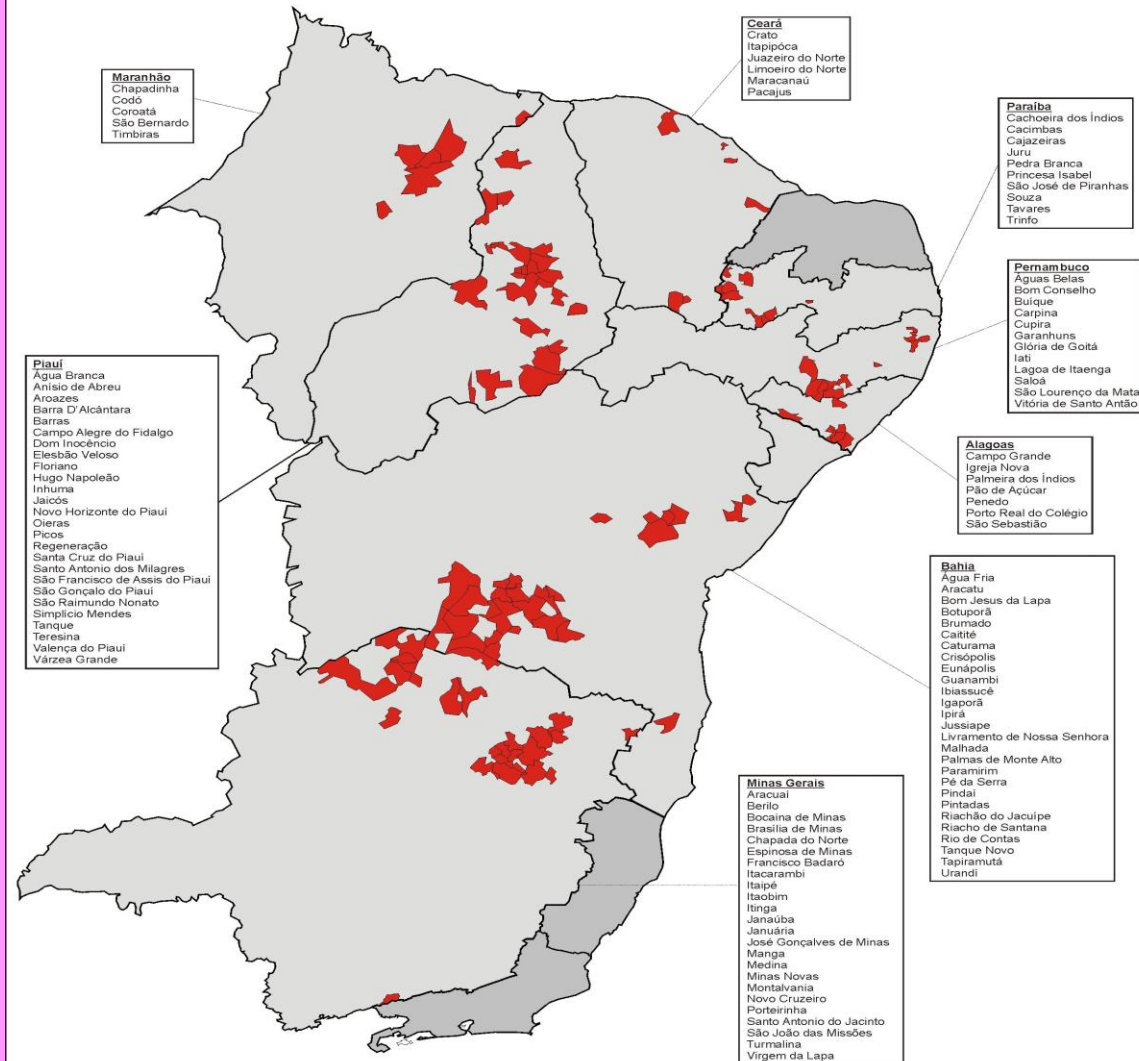 Maranhão
Chapadinha
Codó
Coroatá
São Bernardo
Timbiras
Ceará
Crato
Itapipóca
Juazeiro do Norte
Limoeiro do Norte
Maracanaú
Pacajus
Paraíba
Cachoeira dos Índios
Cacimbas
Cajazeiras
Juru
Pedra Branca
Princesa Isabel
São José de Piranhas
Souza
Tavares
Trinfo
Pernambuco
Águas Belas
Bom Conselho
Buíque
Carpina
Cupira
Garanhuns
Glória de Goitá
Iati
Lagoa de Itaenga
Saloá
São Lourenço da Mata
Vitória de Santo Antão
Piauí
Água Branca
Anísio de Abreu
Aroazes
Barra D'Alcântara
Barras
Campo Alegre do Fidalgo
Dom Inocêncio
Elesbão Veloso
Floriano
Hugo Napoleão
Inhuma
Jaicós
Novo Horizonte do Piauí
Oieras
Picos
Regeneração
Santa Cruz do Piauí
Santo Antonio dos Milagres
São Francisco de Assis do Piauí
São Gonçalo do Piauí
São Raimundo Nonato
Simplício Mendes
Tanque
Teresina
Valença do Piauí
Várzea Grande
Alagoas
Campo Grande
Igreja Nova
Palmeira dos Índios
Pão de Açúcar
Penedo
Porto Real do Colégio
São Sebastião
Bahia
Água Fria
Aracatu
Bom Jesus da Lapa
Botuporã
Brumado
Caitité
Caturama
Crisópolis
Eunápolis
Guanambi
Ibiassucê
Igaporã
Ipirá
Jussiape
Livramento de Nossa Senhora
Malhada
Palmas de Monte Alto
Paramirim
Pé da Serra
Pindaí
Pintadas
Riachão do Jacuípe
Riacho de Santana
Rio de Contas
Tanque Novo
Tapiramutá
Urandi
Minas Gerais
Aracuaí
Berilo
Bocaina de Minas
Brasília de Minas
Chapada do Norte
Espinosa de Minas
Francisco Badaró
Itacarambi
Itaipé
Itaobim
Itinga
Janaúba
Januária
José Gonçalves de Minas
Manga
Medina
Minas Novas
Montalvania
Novo Cruzeiro
Porteirinha
Santo Antonio do Jacinto
São João das Missões
Turmalina
Virgem da Lapa